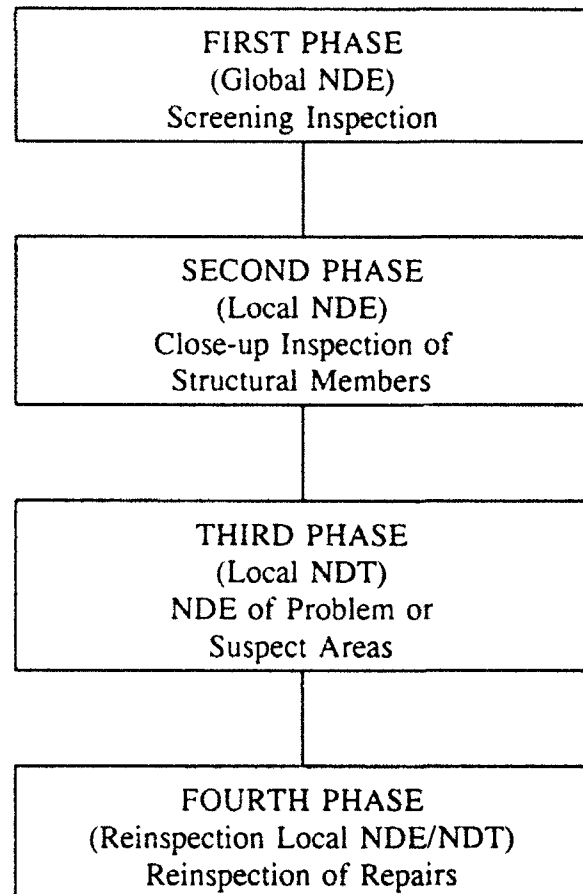 FIRST PHASE
(Global NDE)
Screening Inspection
SECOND PHASE
(Local NDE)
Close-up Inspection of
Structural Members
THIRD PHASE
(Local NDT)
NDE of Problem or
Suspect Areas
FOURTH PHASE
(Reinspection Local NDE/NDT)
Reinspection of Repairs